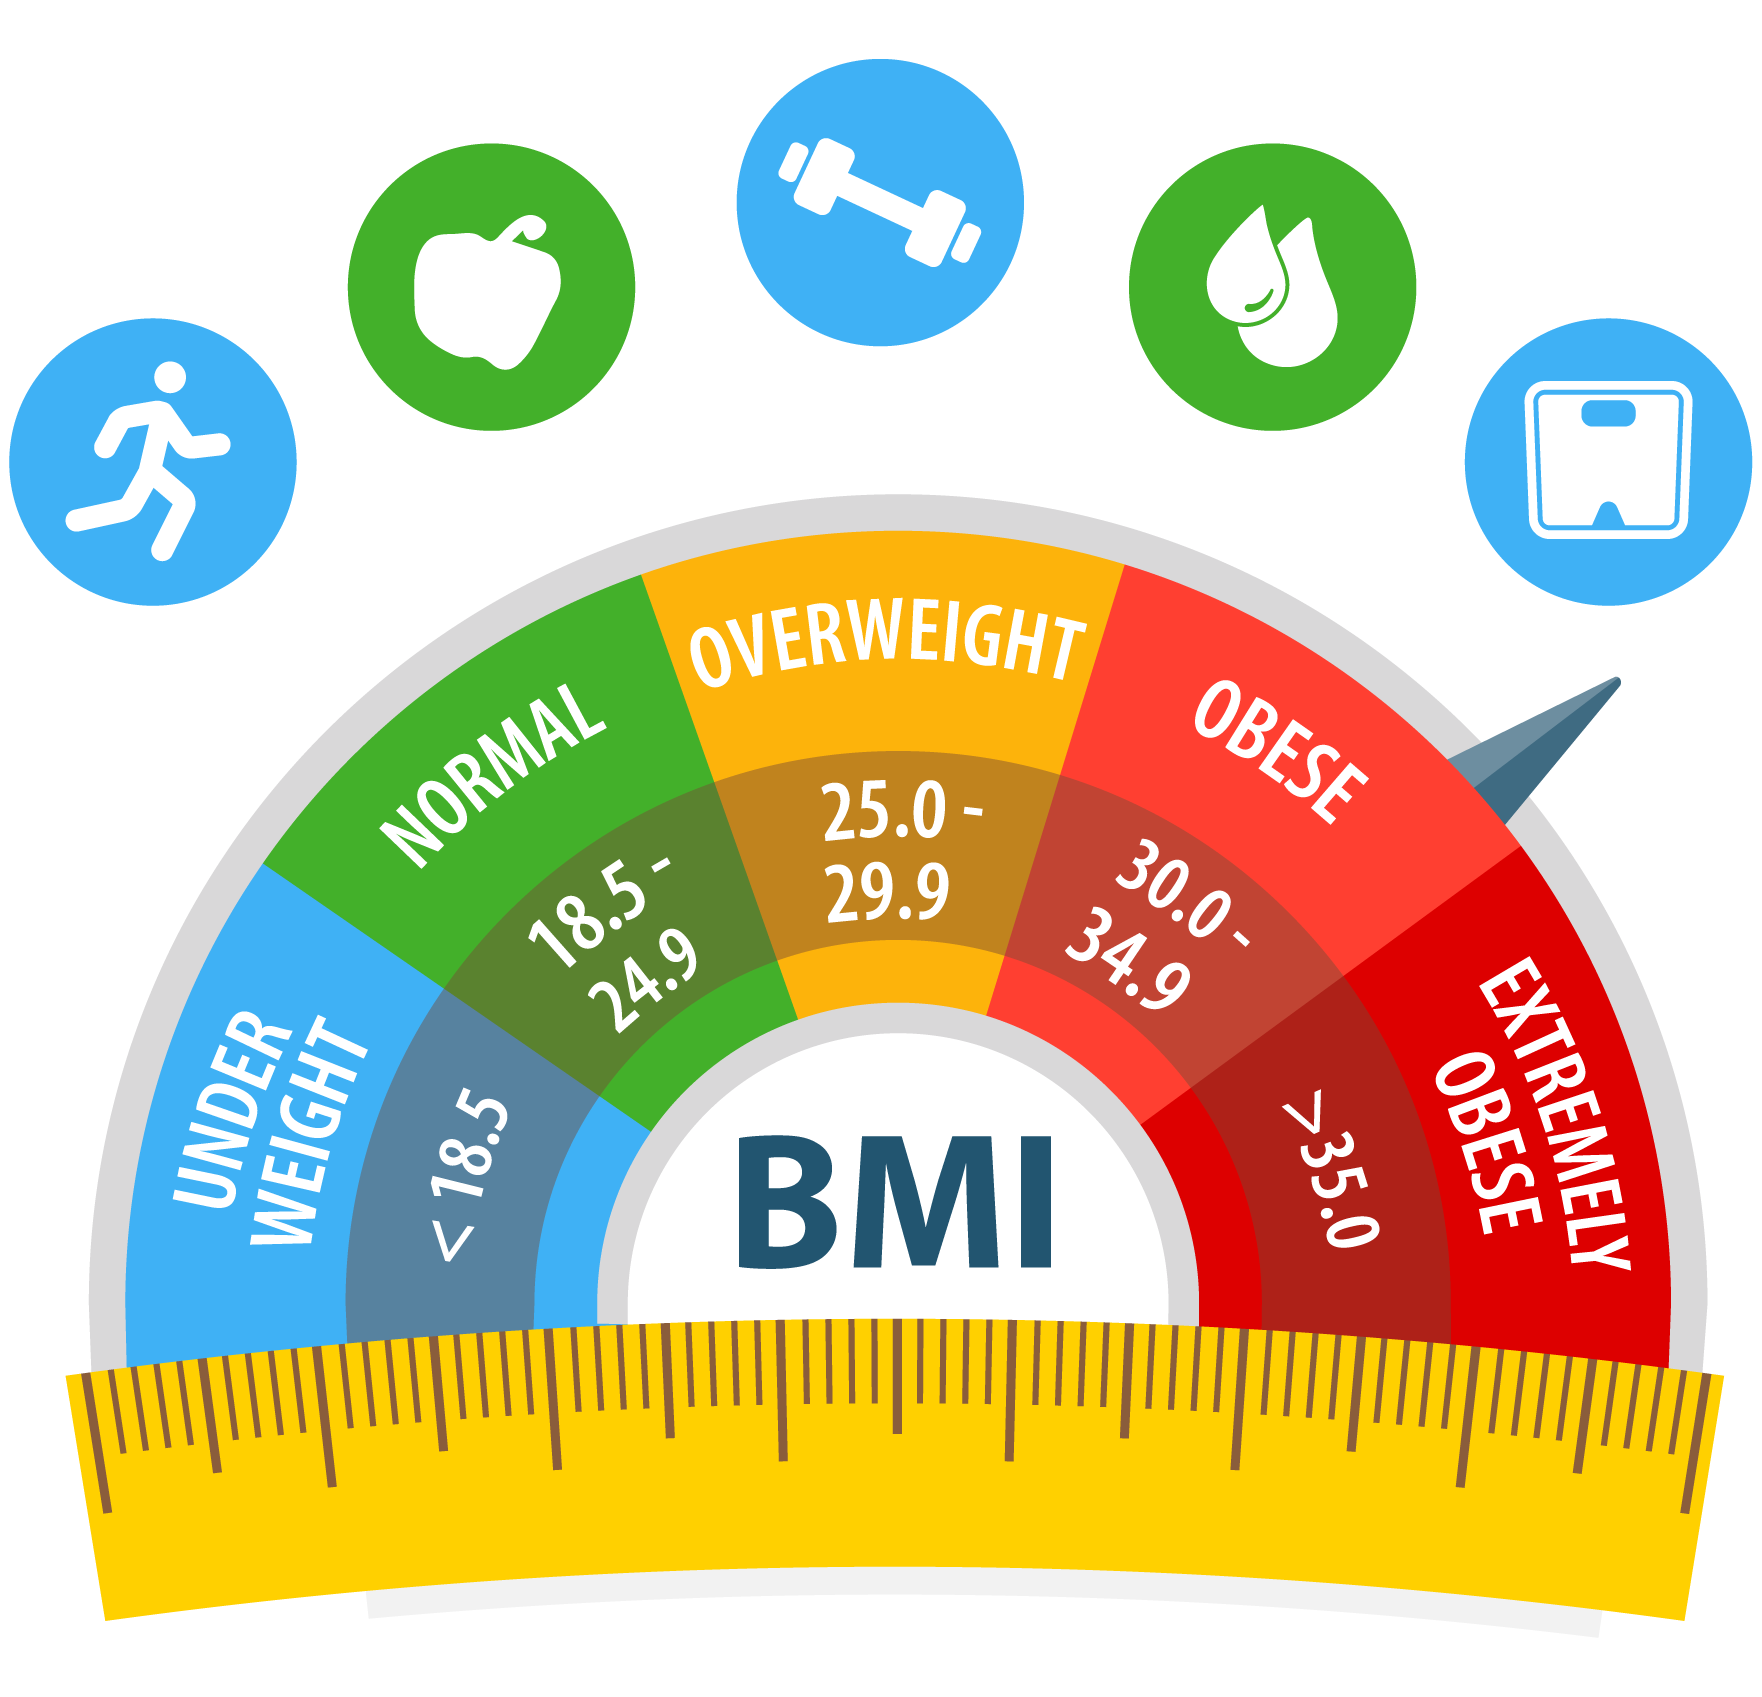 UNDER
WEIGHT
< 18.5
NORMAL
18.5 -
24.9
OVERWEIGHT
25.0 -
29.9
OBESE
30.0 -
34.9
EXTREMELY
OBESE
>35.0
BMI